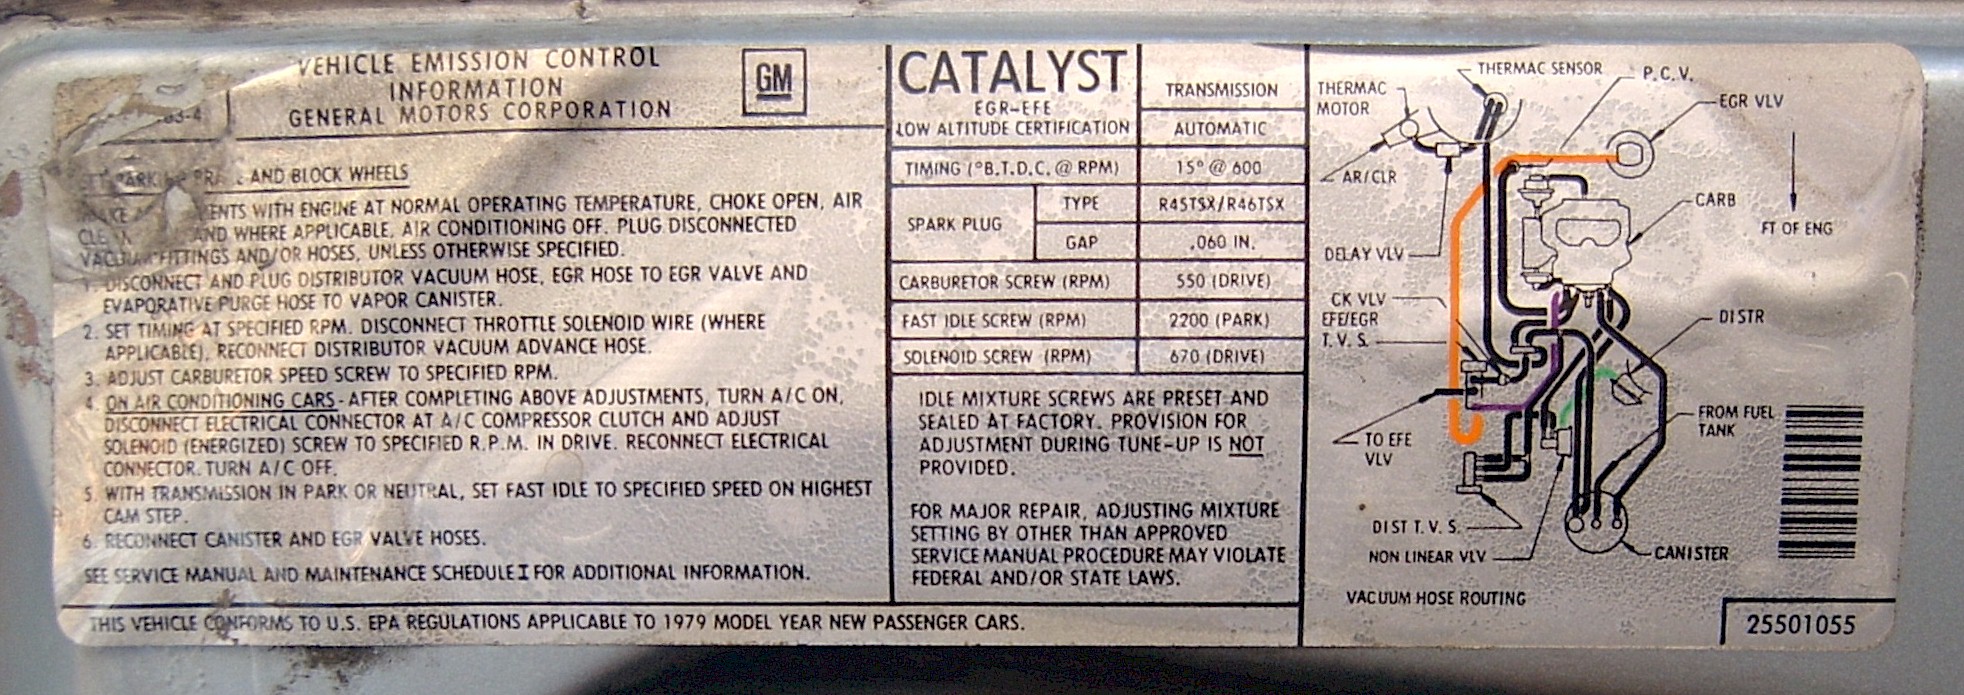 VEHICLE EMISSION CONTROL
INFORMATION
GENERAL MOTORS CORPORATION
GM
AND BLOCK WHEELS
WITH ENGINE AT NORMAL OPERATING TEMPERATURE, CHOKE OPEN, AIR
AND WHERE APPLICABLE, AIR CONDITIONING OFF. PLUG DISCONNECTED
VACUUM FITTINGS AND/OR HOSES, UNLESS OTHERWISE SPECIFIED.
1. DISCONNECT AND PLUG DISTRIBUTOR VACUUM HOSE, EGR HOSE TO EGR VALVE AND
EVAPORATIVE PURGE HOSE TO VAPOR CANISTER.
2. SET TIMING AT SPECIFIED RPM. DISCONNECT THROTTLE SOLENOID WIRE (WHERE
APPLICABLE). RECONNECT DISTRIBUTOR VACUUM ADVANCE HOSE.
3. ADJUST CARBURETOR SPEED SCREW TO SPECIFIED RPM.
4. ON AIR CONDITIONING CARS-AFTER COMPLETING ABOVE ADJUSTMENTS, TURN A/C ON,
DISCONNECT ELECTRICAL CONNECTOR AT A/C COMPRESSOR CLUTCH AND ADJUST
SOLENOID (ENERGIZED) SCREW TO SPECIFIED R.P.M. IN DRIVE. RECONNECT ELECTRICAL
CONNECTOR. TURN A/C OFF.
5. WITH TRANSMISSION IN PARK OR NEUTRAL, SET FAST IDLE TO SPECIFIED SPEED ON HIGHEST
CAM STEP.
6. RECONNECT CANISTER AND EGR VALVE HOSES.
SEE SERVICE MANUAL AND MAINTENANCE SCHEDULE I FOR ADDITIONAL INFORMATION.
THIS VEHICLE CONFORMS TO U.S. EPA REGULATIONS APPLICABLE TO 1979 MODEL YEAR NEW PASSENGER CARS.
CATALYST
EGR-EFE
LOW ALTITUDE CERTIFICATION
TRANSMISSION
AUTOMATIC
TIMING (°B.T.D.C. @ RPM) 15° @ 600
SPARK PLUG
TYPE R45TSX/R46TSX
GAP .060 IN.
CARBURETOR SCREW (RPM) 550 (DRIVE)
FAST IDLE SCREW (RPM) 2200 (PARK)
SOLENOID SCREW (RPM) 670 (DRIVE)
IDLE MIXTURE SCREWS ARE PRESET AND
SEALED AT FACTORY. PROVISION FOR
ADJUSTMENT DURING TUNE-UP IS NOT
PROVIDED.
FOR MAJOR REPAIR, ADJUSTING MIXTURE
SETTING BY OTHER THAN APPROVED
SERVICE MANUAL PROCEDURE MAY VIOLATE
FEDERAL AND/OR STATE LAWS.
THERMAC SENSOR
P.C.V.
THERMAC
MOTOR
EGR VLV
AR/CLR
CARB
FT OF ENG
DELAY VLV
CK VLV
EFE/EGR
T.V.S.
DISTR
FROM FUEL
TANK
TO EFE
VLV
DIST T.V.S.
NON LINEAR VLV
CANISTER
VACUUM HOSE ROUTING
25501055